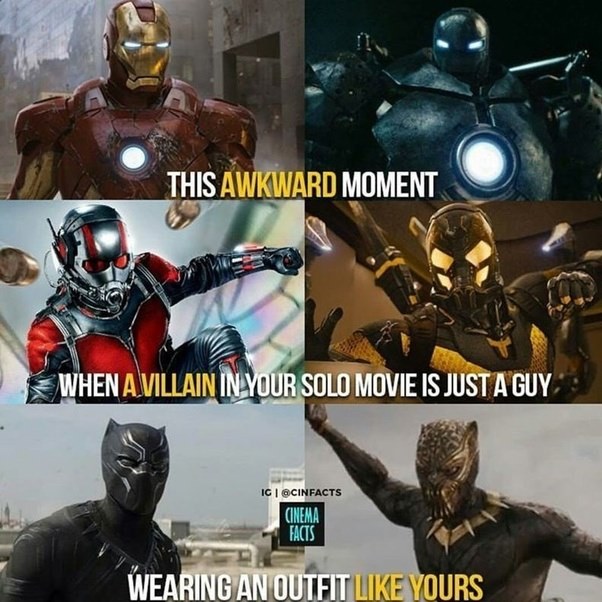 THIS AWKWARD MOMENT
WHEN A VILLAIN IN YOUR SOLO MOVIE IS JUST A GUY
IG | @CINFACTS
CINEMA
FACTS
WEARING AN OUTFIT LIKE YOURS